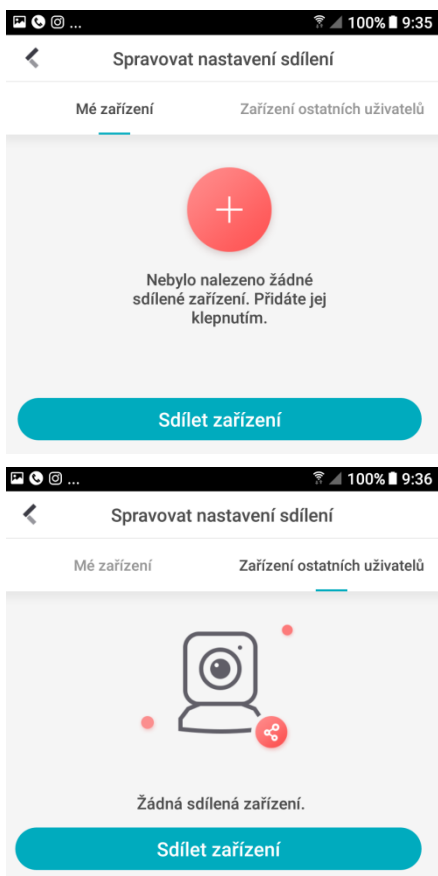 ... 100% 9:35
Spravovat nastavení sdílení
Mé zařízení Zařízení ostatních uživatelů
Nebylo nalezeno žádné
sdílené zařízení. Přidáte jej
klepnutím.
Sdílet zařízení
... 100% 9:36
Spravovat nastavení sdílení
Mé zařízení Zařízení ostatních uživatelů
Žádná sdílená zařízení.
Sdílet zařízení